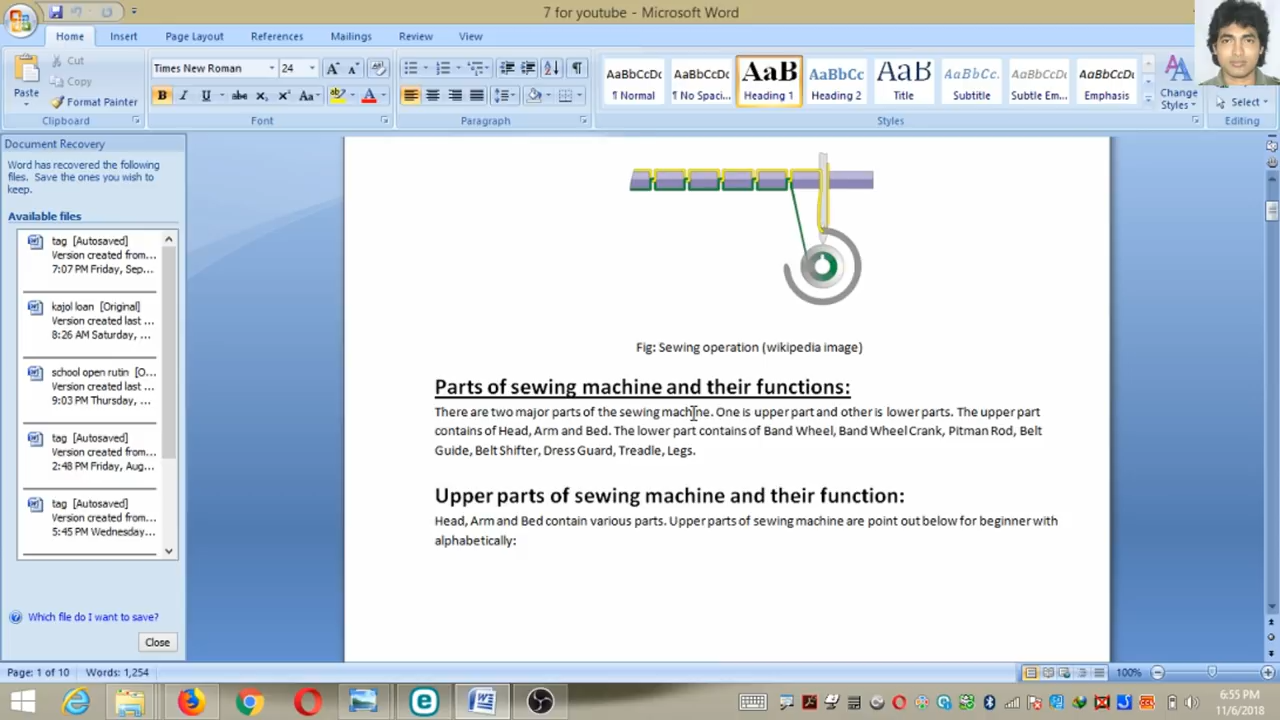 7 for youtube - Microsoft Word
Home Insert Page Layout References Mailings Review View
Paste
Cut
Copy
Format Painter
Clipboard
Times New Roman 24
Font
Paragraph
AaBbCcDc AaBbCcDc AaB AaBbCc AaB AaBbCc. AaBbCcDc AaBbCcDc
¶ Normal ¶ No Spaci... Heading 1 Heading 2 Title Subtitle Subtle Em... Emphasis
Change Styles
Styles
Select
Editing
Document Recovery
Word has recovered the following
files. Save the ones you wish to
keep.
Available files
tag [Autosaved]
Version created from...
7:07 PM Friday, Sep...
kajol loan [Original]
Version created last ...
8:26 AM Saturday, ...
school open rutin [O...
Version created last ...
9:03 PM Thursday, ...
tag [Autosaved]
Version created from...
2:48 PM Friday, Aug...
tag [Autosaved]
Version created from...
5:45 PM Wednesday...
Which file do I want to save?
Close
Fig: Sewing operation (wikipedia image)
Parts of sewing machine and their functions:
There are two major parts of the sewing machine. One is upper part and other is lower parts. The upper part
contains of Head, Arm and Bed. The lower part contains of Band Wheel, Band Wheel Crank, Pitman Rod, Belt
Guide, Belt Shifter, Dress Guard, Treadle, Legs.
Upper parts of sewing machine and their function:
Head, Arm and Bed contain various parts. Upper parts of sewing machine are point out below for beginner with
alphabetically:
Page: 1 of 10 Words: 1,254
100%
6:55 PM
11/6/2018